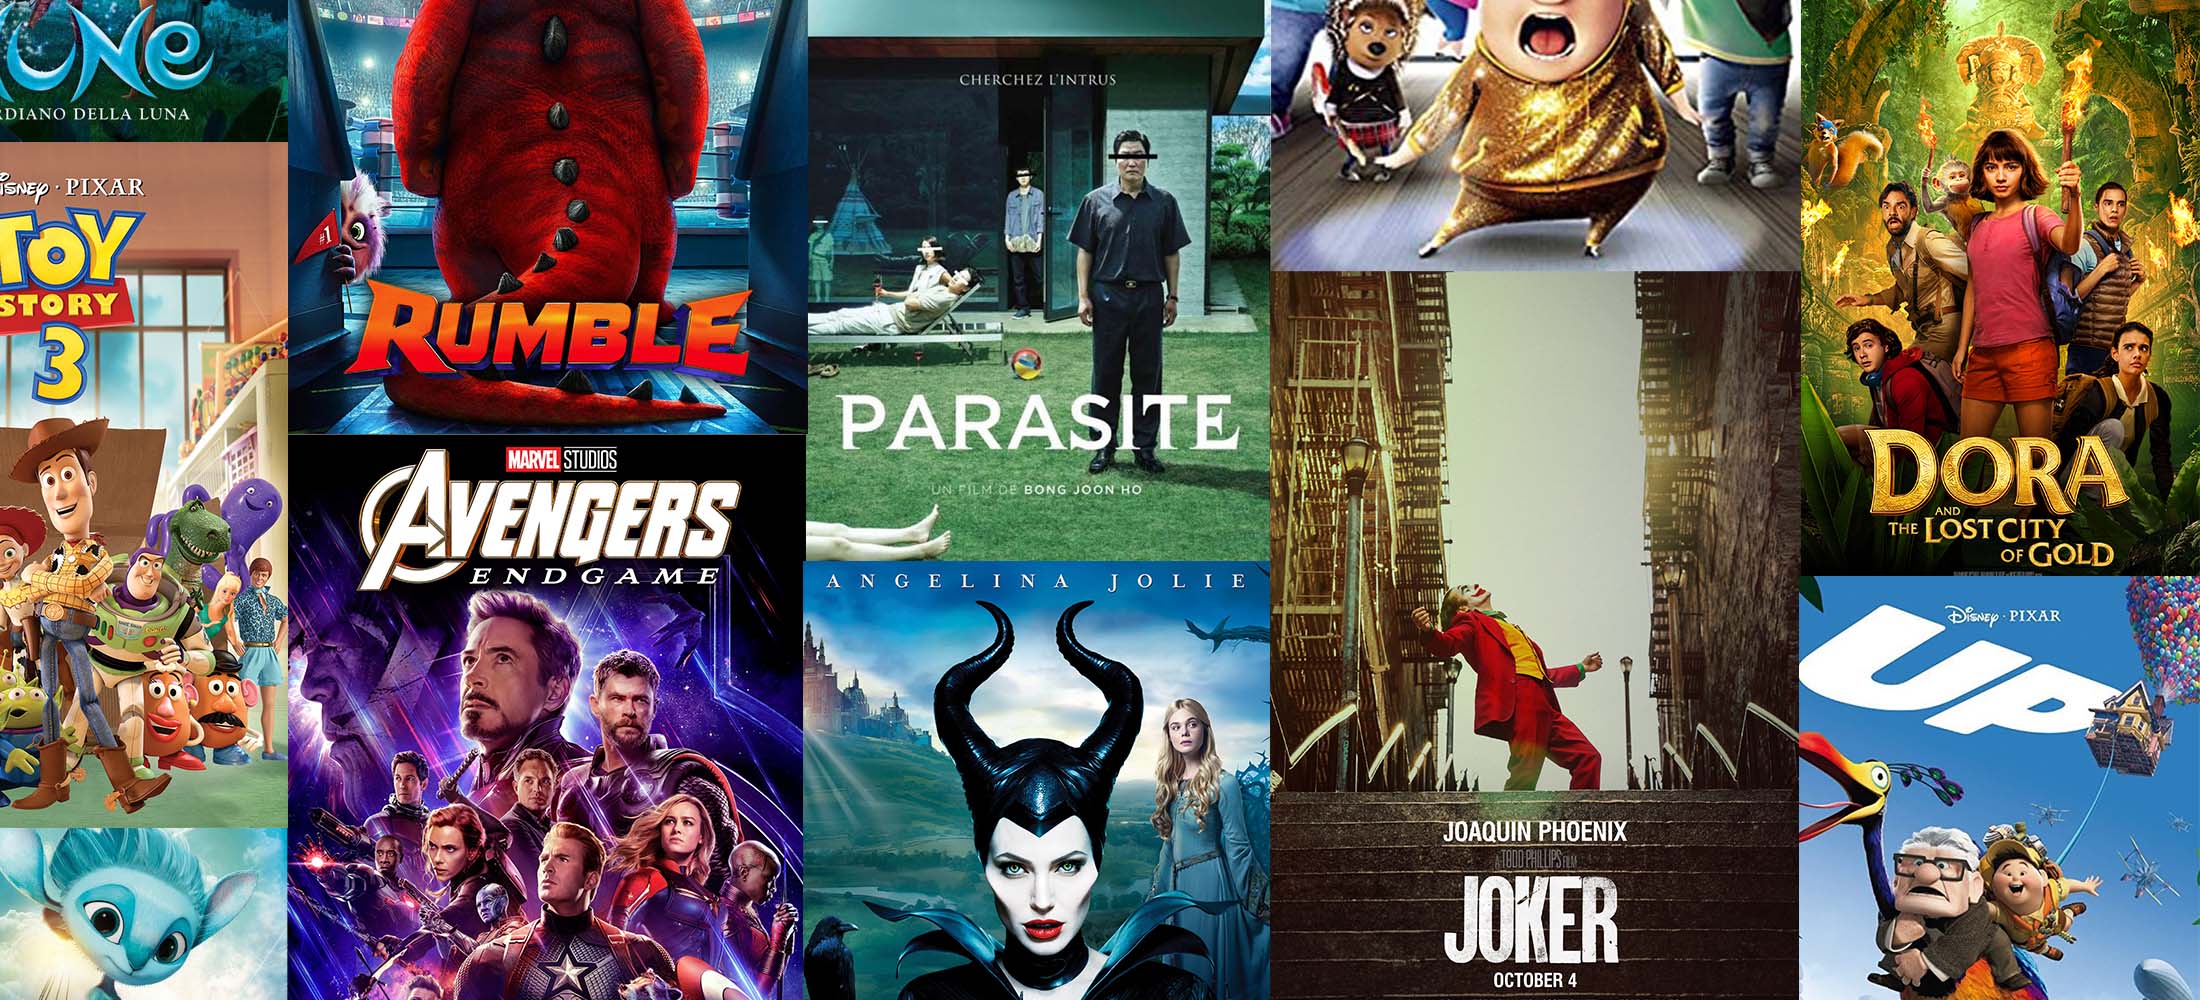 UNe
RDIANO DELLA LUNA
Disney · PIXAR
TOY
STORY
3
#1
RUMBLE
MARVEL STUDIOS
AVENGERS
ENDGAME
CHERCHEZ L'INTRUS
PARASITE
UN FILM DE BONG JOON HO
ANGELINA JOLIE
JOAQUIN PHOENIX
A TODD PHILLIPS FILM
JOKER
OCTOBER 4
DORA
AND
THE LOST CITY
OF GOLD
Disney · PIXAR
UP